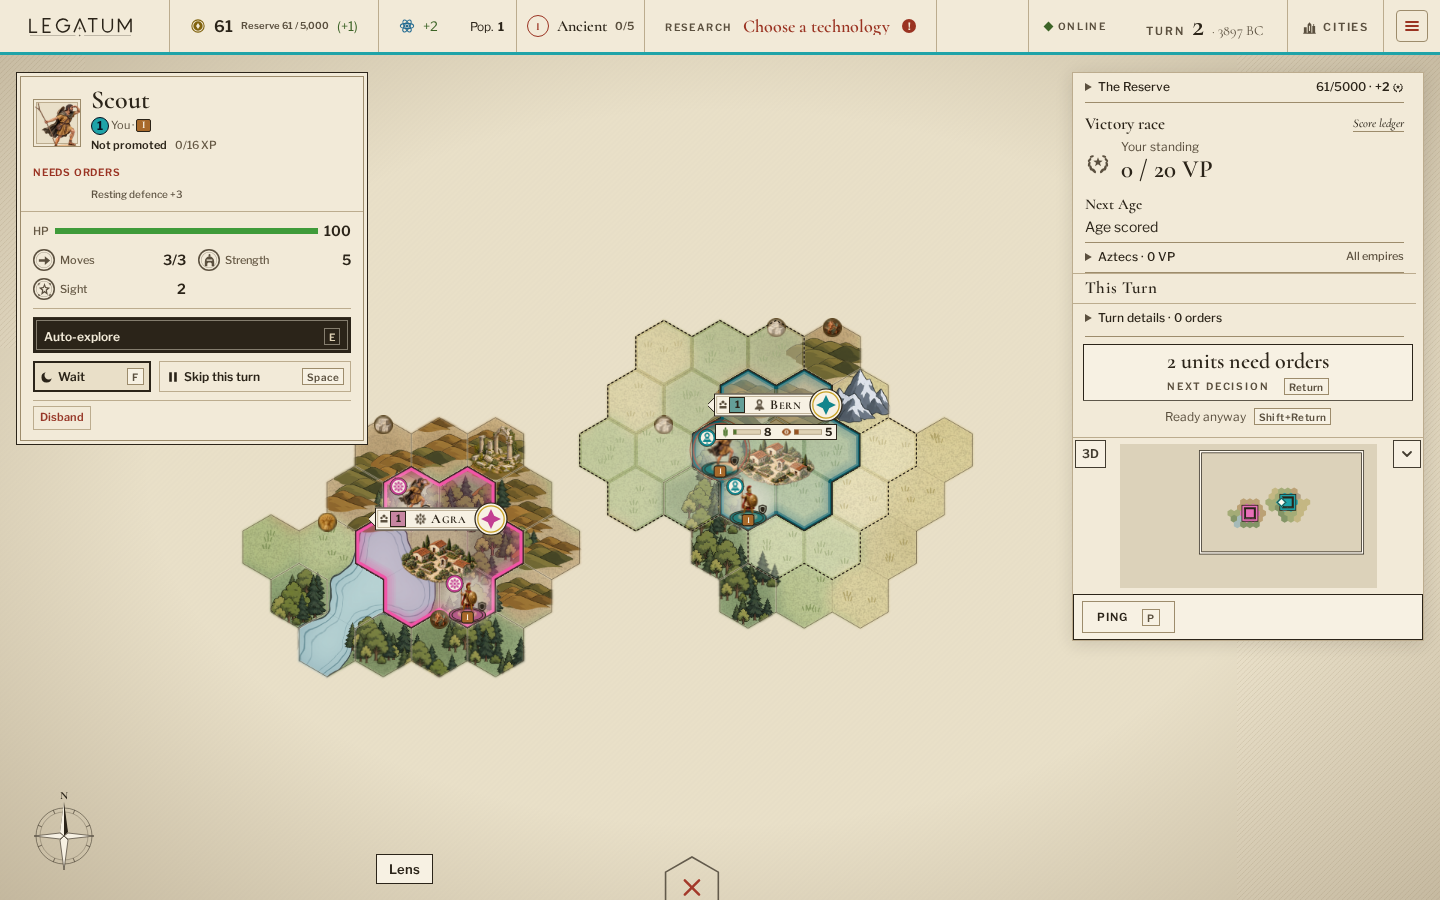 LEGATUM
61 Reserve 61 / 5,000 (+1)
+2
Pop. 1
I Ancient 0/5
RESEARCH Choose a technology !
ONLINE
TURN 2 · 3897 BC
CITIES
Scout
1 You · I
Not promoted 0/16 XP
NEEDS ORDERS
Resting defence +3
HP 100
Moves 3/3 Strength 5
Sight 2
Auto-explore E
Wait F Skip this turn Space
Disband
1 BERN
8 5
I
I
1 AGRA
I
The Reserve 61/5000 · +2
Victory race Score ledger
Your standing
0 / 20 VP
Next Age
Age scored
Aztecs · 0 VP All empires
This Turn
Turn details · 0 orders
2 units need orders
NEXT DECISION Return
Ready anyway Shift+Return
3D
PING P
N
Lens